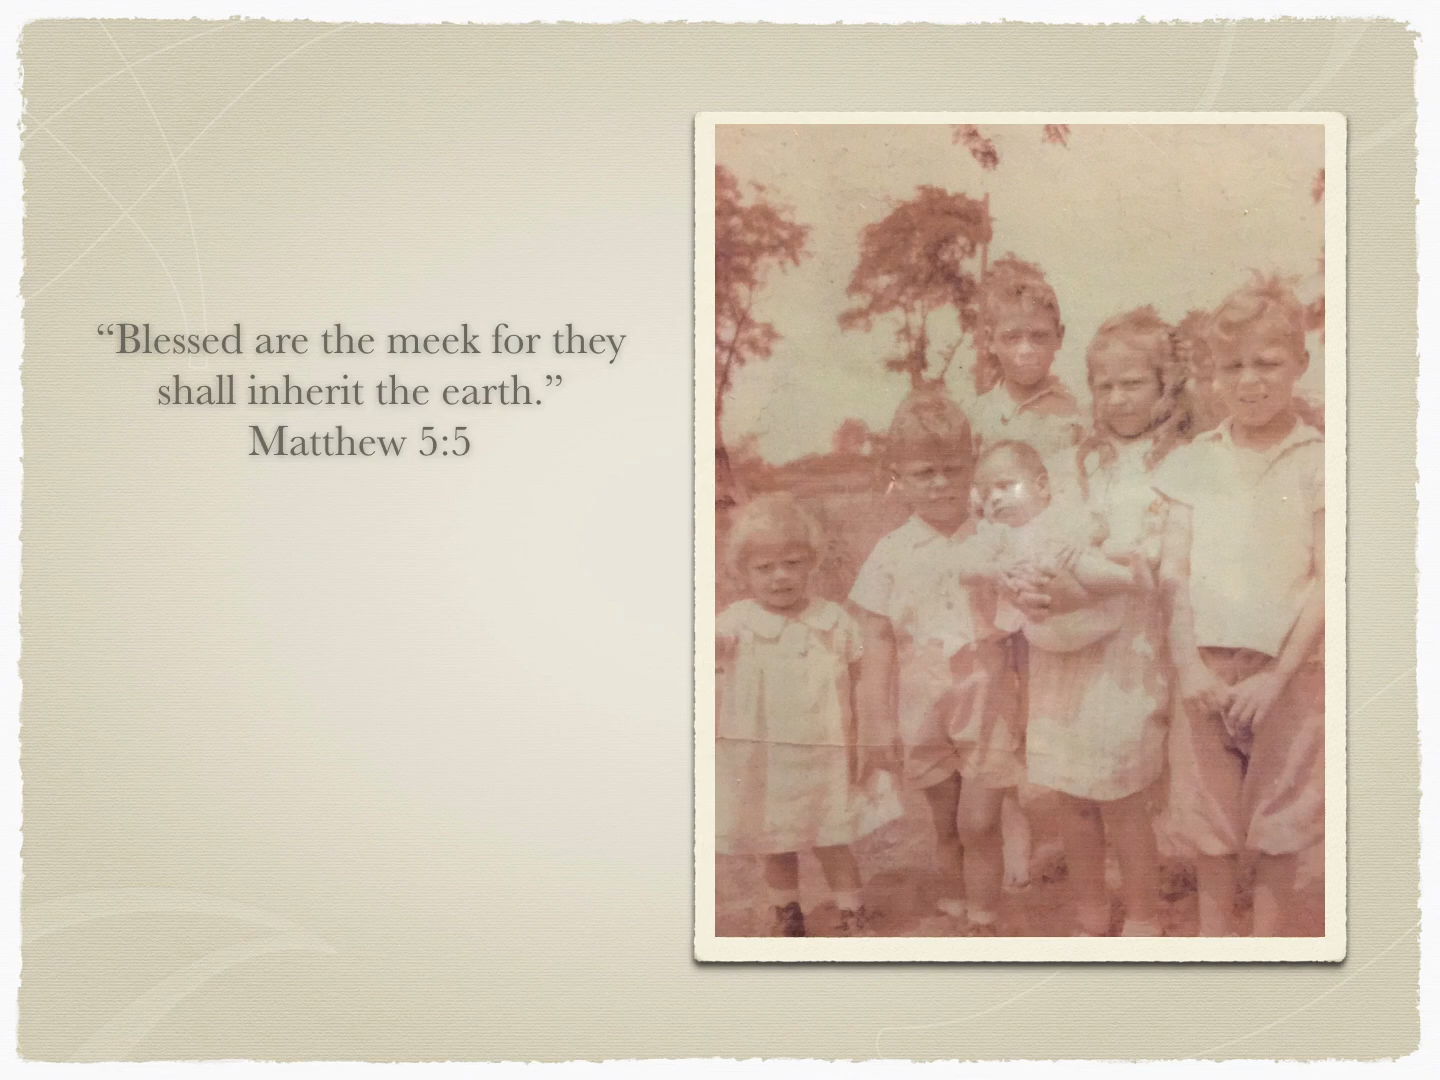 “Blessed are the meek for they
shall inherit the earth.”
Matthew 5:5